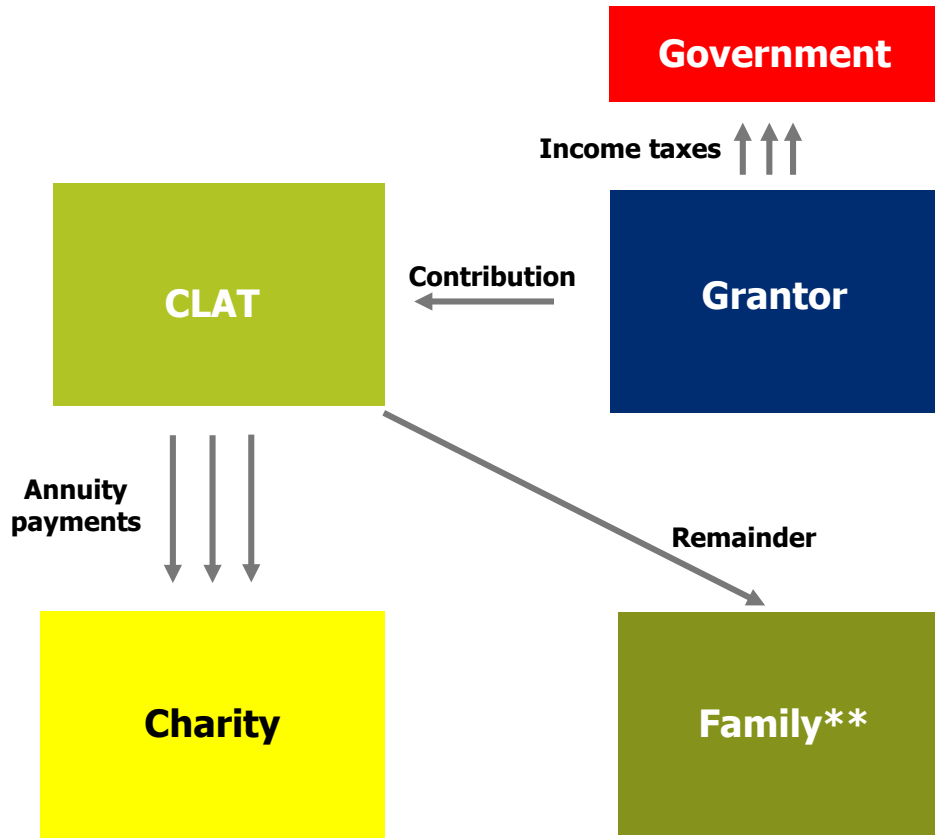 Government
Income taxes
Contribution
CLAT
Grantor
Annuity
payments
Remainder
Charity
Family**